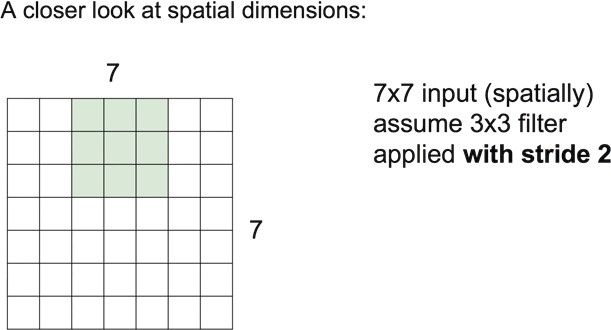 A closer look at spatial dimensions:
7
7x7 input (spatially)
assume 3x3 filter
applied with stride 2
7